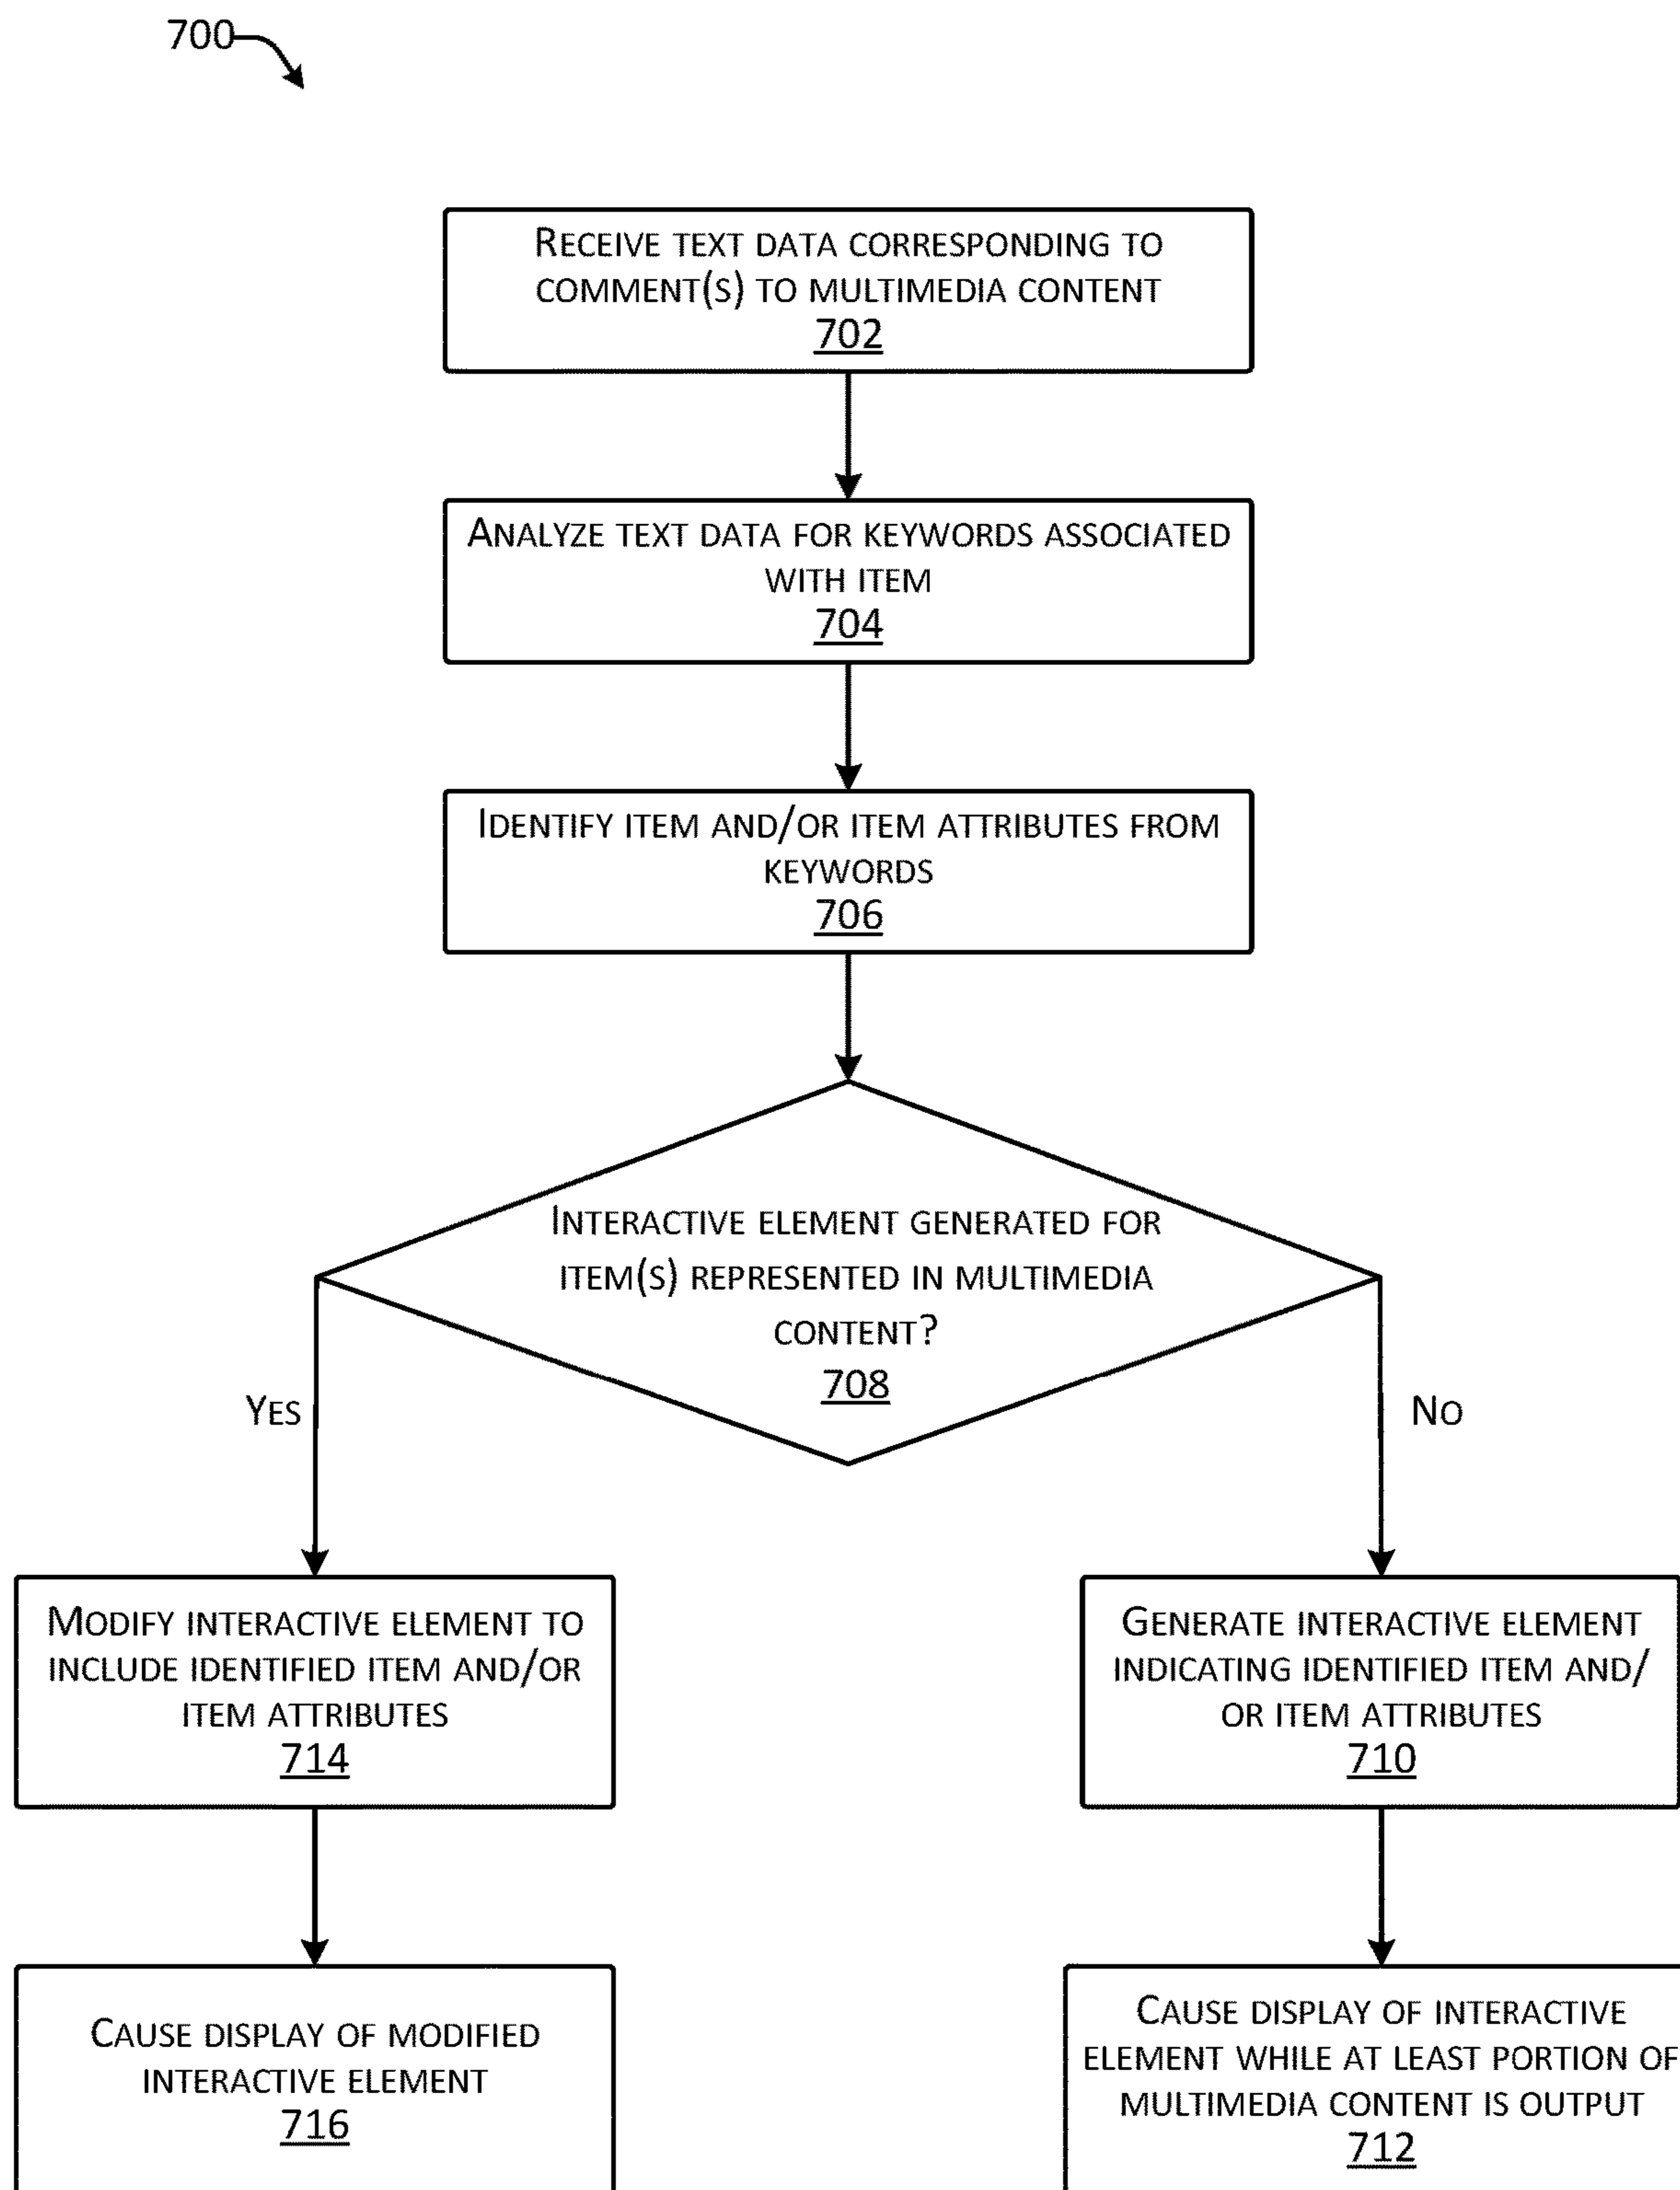 700
RECEIVE TEXT DATA CORRESPONDING TO
COMMENT(S) TO MULTIMEDIA CONTENT
702
ANALYZE TEXT DATA FOR KEYWORDS ASSOCIATED
WITH ITEM
704
IDENTIFY ITEM AND/OR ITEM ATTRIBUTES FROM
KEYWORDS
706
INTERACTIVE ELEMENT GENERATED FOR
ITEM(S) REPRESENTED IN MULTIMEDIA
CONTENT?
708
YES
NO
MODIFY INTERACTIVE ELEMENT TO
INCLUDE IDENTIFIED ITEM AND/OR
ITEM ATTRIBUTES
714
GENERATE INTERACTIVE ELEMENT
INDICATING IDENTIFIED ITEM AND/
OR ITEM ATTRIBUTES
710
CAUSE DISPLAY OF MODIFIED
INTERACTIVE ELEMENT
716
CAUSE DISPLAY OF INTERACTIVE
ELEMENT WHILE AT LEAST PORTION OF
MULTIMEDIA CONTENT IS OUTPUT
712